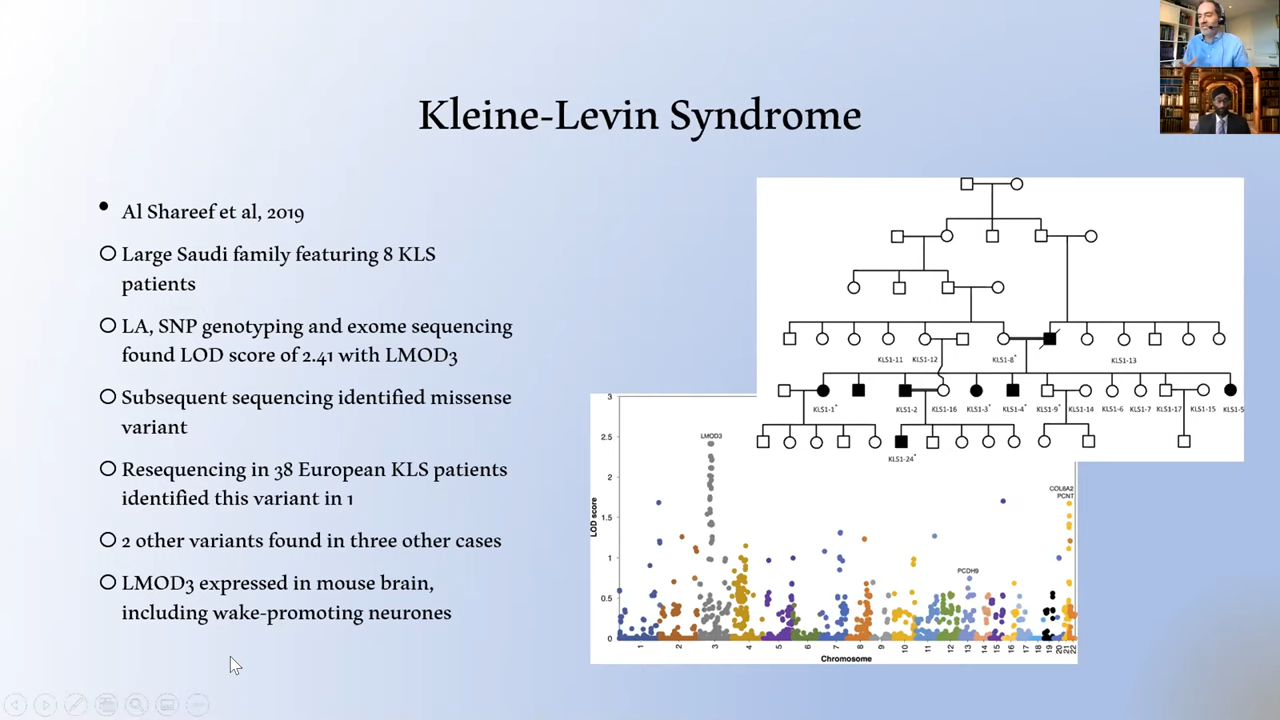 Kleine-Levin Syndrome
• Al Shareef et al, 2019
Large Saudi family featuring 8 KLS
patients
LA, SNP genotyping and exome sequencing
found LOD score of 2.41 with LMOD3
Subsequent sequencing identified missense
variant
Resequencing in 38 European KLS patients
identified this variant in 1
2 other variants found in three other cases
LMOD3 expressed in mouse brain,
including wake-promoting neurones
KLS1-11 KLS1-12 KLS1-8* KLS1-13
KLS1-1* KLS1-2 KLS1-16 KLS1-3* KLS1-4* KLS1-9* KLS1-14 KLS1-6 KLS1-7 KLS1-17 KLS1-15 KLS1-5
KLS1-24*
LMOD3
COL6A2
PCNT
PCDH9
LOD score
3
2.5
2
1.5
1
0.5
0
1 2 3 4 5 6 7 8 9 10 11 12 13 14 15 16 17 18 19 20 21 22
Chromosome